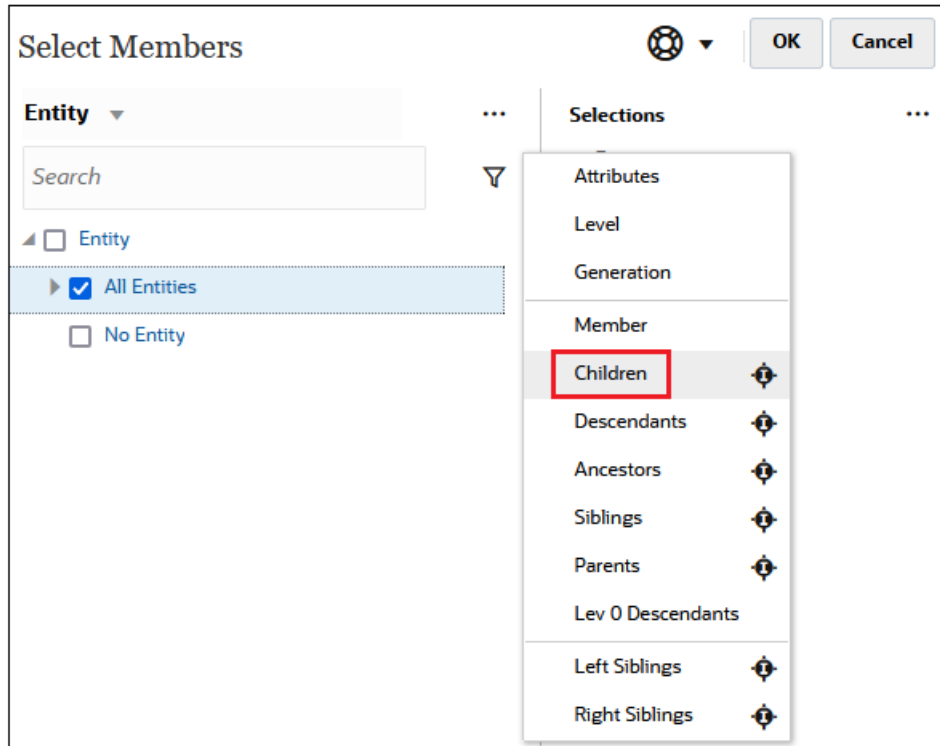 Select Members
OK
Cancel
Entity
Selections
Search
Entity
All Entities
No Entity
Attributes
Level
Generation
Member
Children
Descendants
Ancestors
Siblings
Parents
Lev 0 Descendants
Left Siblings
Right Siblings